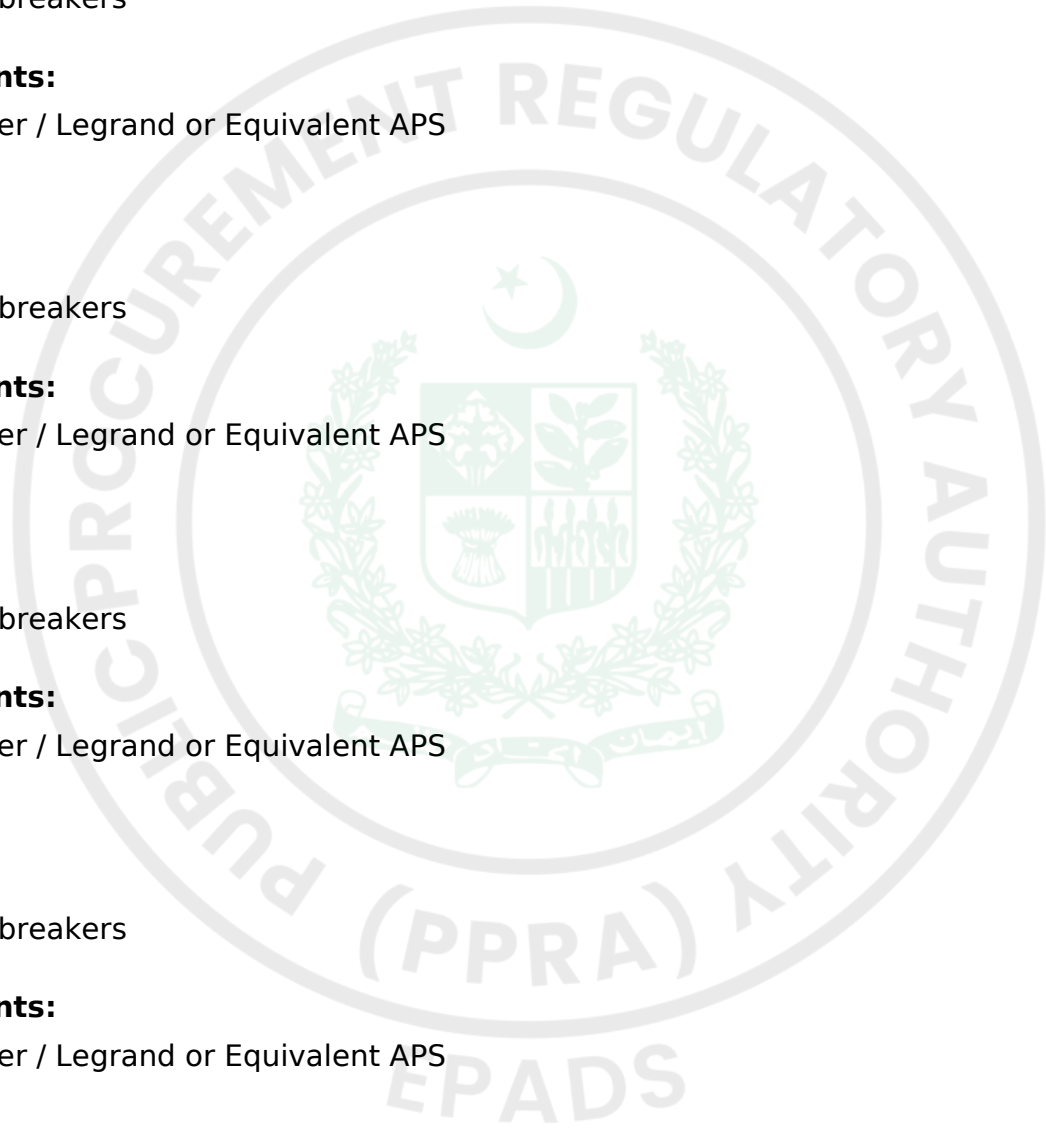 breakers
nts:
er / Legrand or Equivalent APS
breakers
nts:
er / Legrand or Equivalent APS
breakers
nts:
er / Legrand or Equivalent APS
breakers
nts:
er / Legrand or Equivalent APS
PUBLIC PROCUREMENT REGULATORY AUTHORITY
(PPRA)
EPADS